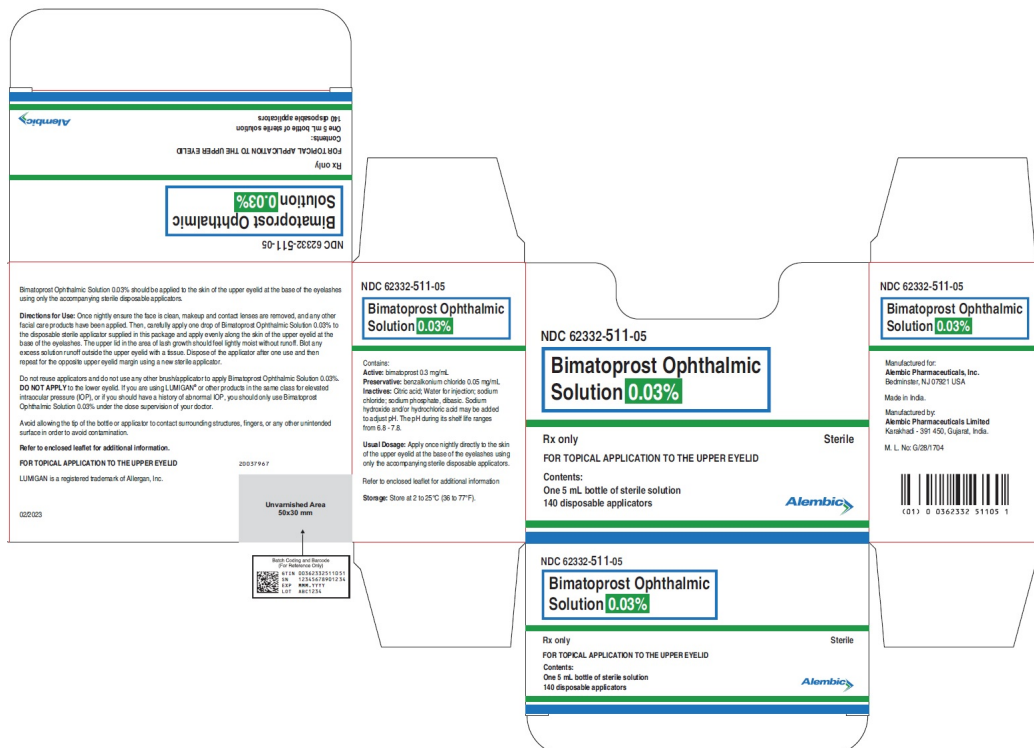 NDC 62332-511-05
Bimatoprost Ophthalmic
Solution 0.03%
Rx only
FOR TOPICAL APPLICATION TO THE UPPER EYELID
Contents:
One 5 mL bottle of sterile solution
140 disposable applicators
Alembic
Bimatoprost Ophthalmic Solution 0.03% should be applied to the skin of the upper eyelid at the base of the eyelashes
using only the accompanying sterile disposable applicators.
Directions for Use: Once nightly ensure the face is clean, makeup and contact lenses are removed, and any other
facial care products have been applied. Then, carefully apply one drop of Bimatoprost Ophthalmic Solution 0.03% to
the disposable sterile applicator supplied in this package and apply evenly along the skin of the upper eyelid at the
base of the eyelashes. The upper lid in the area of lash growth should feel lightly moist without runoff. Blot any
excess solution runoff outside the upper eyelid with a tissue. Dispose of the applicator after one use and then
repeat for the opposite upper eyelid margin using a new sterile applicator.
Do not reuse applicators and do not use any other brush/applicator to apply Bimatoprost Ophthalmic Solution 0.03%.
DO NOT APPLY to the lower eyelid. If you are using LUMIGAN® or other products in the same class for elevated
intraocular pressure (IOP), or if you should have a history of abnormal IOP, you should only use Bimatoprost
Ophthalmic Solution 0.03% under the close supervision of your doctor.
Avoid allowing the tip of the bottle or applicator to contact surrounding structures, fingers, or any other unintended
surface in order to avoid contamination.
Refer to enclosed leaflet for additional information.
FOR TOPICAL APPLICATION TO THE UPPER EYELID
20037967
LUMIGAN is a registered trademark of Allergan, Inc.
02/2023
Unvarnished Area
50x30 mm
Batch Coding and Barcode
(For Reference Only)
GTIN 00362332511051
SN 12345678901234
EXP MMM.YYYY
LOT ABC1234
NDC 62332-511-05
Bimatoprost Ophthalmic
Solution 0.03%
Contains:
Active: bimatoprost 0.3 mg/mL
Preservative: benzalkonium chloride 0.05 mg/mL
Inactives: Citric acid; Water for injection; sodium
chloride; sodium phosphate, dibasic. Sodium
hydroxide and/or hydrochloric acid may be added
to adjust pH. The pH during its shelf life ranges
from 6.8 - 7.8.
Usual Dosage: Apply once nightly directly to the skin
of the upper eyelid at the base of the eyelashes using
only the accompanying sterile disposable applicators.
Refer to enclosed leaflet for additional information
Storage: Store at 2 to 25°C (36 to 77°F).
NDC 62332-511-05
Bimatoprost Ophthalmic
Solution 0.03%
Rx only Sterile
FOR TOPICAL APPLICATION TO THE UPPER EYELID
Contents:
One 5 mL bottle of sterile solution
140 disposable applicators
Alembic
NDC 62332-511-05
Bimatoprost Ophthalmic
Solution 0.03%
Rx only Sterile
FOR TOPICAL APPLICATION TO THE UPPER EYELID
Contents:
One 5 mL bottle of sterile solution
140 disposable applicators
Alembic
NDC 62332-511-05
Bimatoprost Ophthalmic
Solution 0.03%
Manufactured for:
Alembic Pharmaceuticals, Inc.
Bedminster, NJ 07921 USA
Made in India.
Manufactured by:
Alembic Pharmaceuticals Limited
Karakhadi - 391 450, Gujarat, India.
M. L. No: G/28/1704
(01) 0 0362332 51105 1